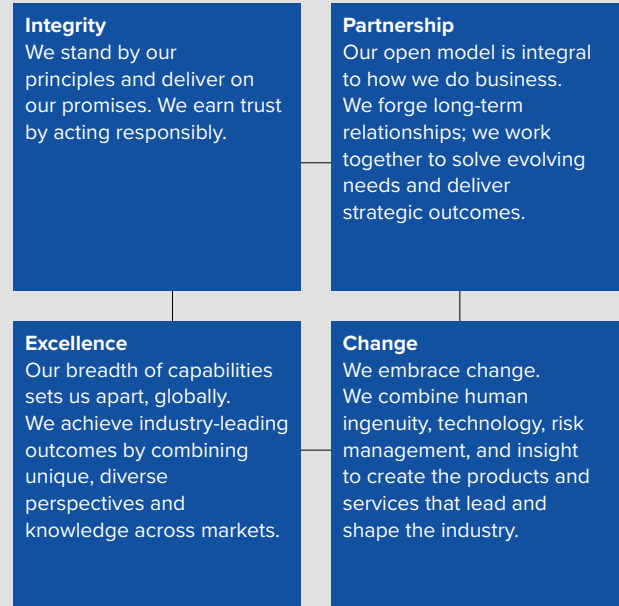 Integrity
We stand by our
principles and deliver on
our promises. We earn trust
by acting responsibly.
Partnership
Our open model is integral
to how we do business.
We forge long-term
relationships; we work
together to solve evolving
needs and deliver
strategic outcomes.
Excellence
Our breadth of capabilities
sets us apart, globally.
We achieve industry-leading
outcomes by combining
unique, diverse
perspectives and
knowledge across markets.
Change
We embrace change.
We combine human
ingenuity, technology, risk
management, and insight
to create the products and
services that lead and
shape the industry.